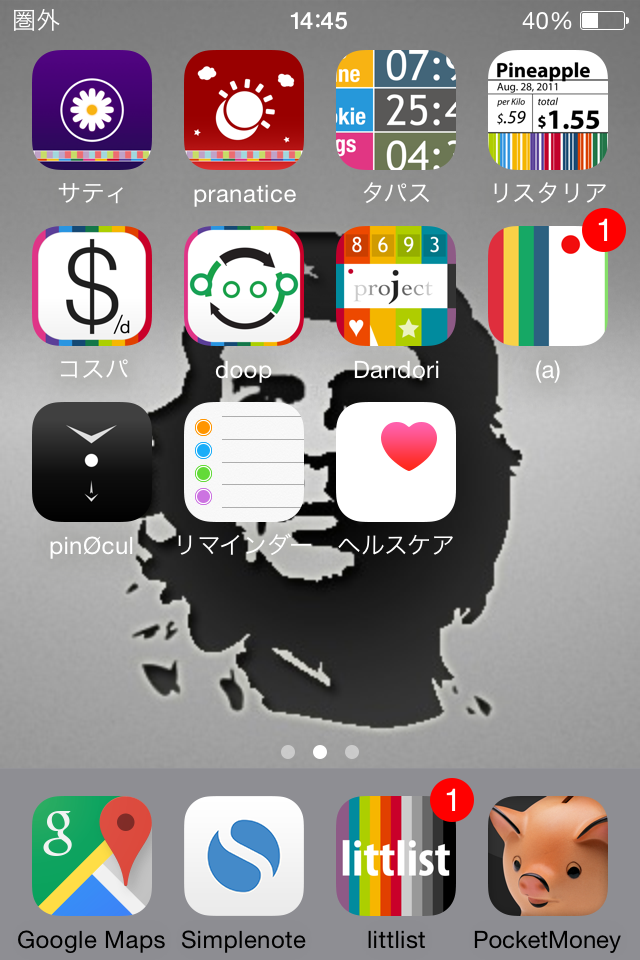 圏外 14:45 40%
07:
25:4
04:3
ne
kie
gs
Pineapple
Aug. 28, 2011
per Kilo total
$.59 $1.55
サティ pranatice タパス リスタリア
$/d
8 6 9 3
project
1
コスパ doop Dandori (a)
pinØcul リマインダー ヘルスケア
g
littlist
1
Google Maps Simplenote littlist PocketMoney